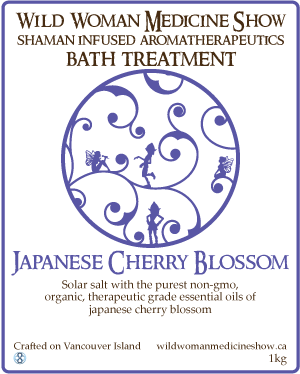 Wild Woman Medicine Show
Shaman Infused Aromatherapeutics
Bath Treatment
Japanese Cherry Blossom
Solar salt with the purest non-gmo,
organic, therapeutic grade essential oils of
japanese cherry blossom
Crafted on Vancouver Island wildwomanmedicineshow.ca
1kg